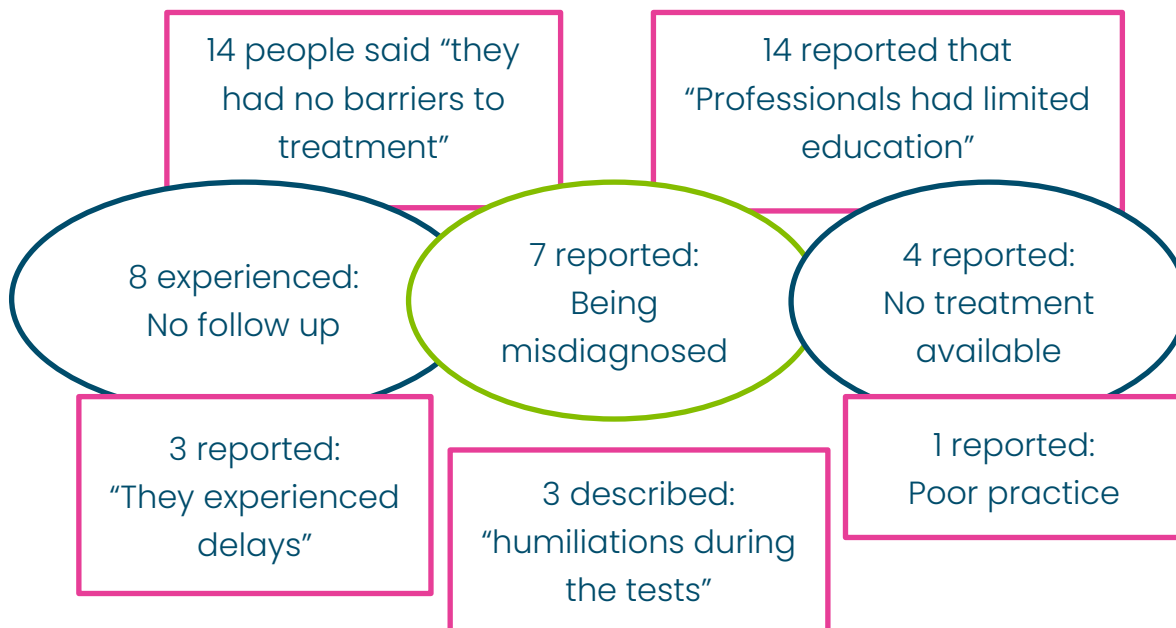 14 people said “they
had no barriers to
treatment”
14 reported that
“Professionals had limited
education”
8 experienced:
No follow up
7 reported:
Being
misdiagnosed
4 reported:
No treatment
available
3 reported:
“They experienced
delays”
3 described:
“humiliations during
the tests”
1 reported:
Poor practice